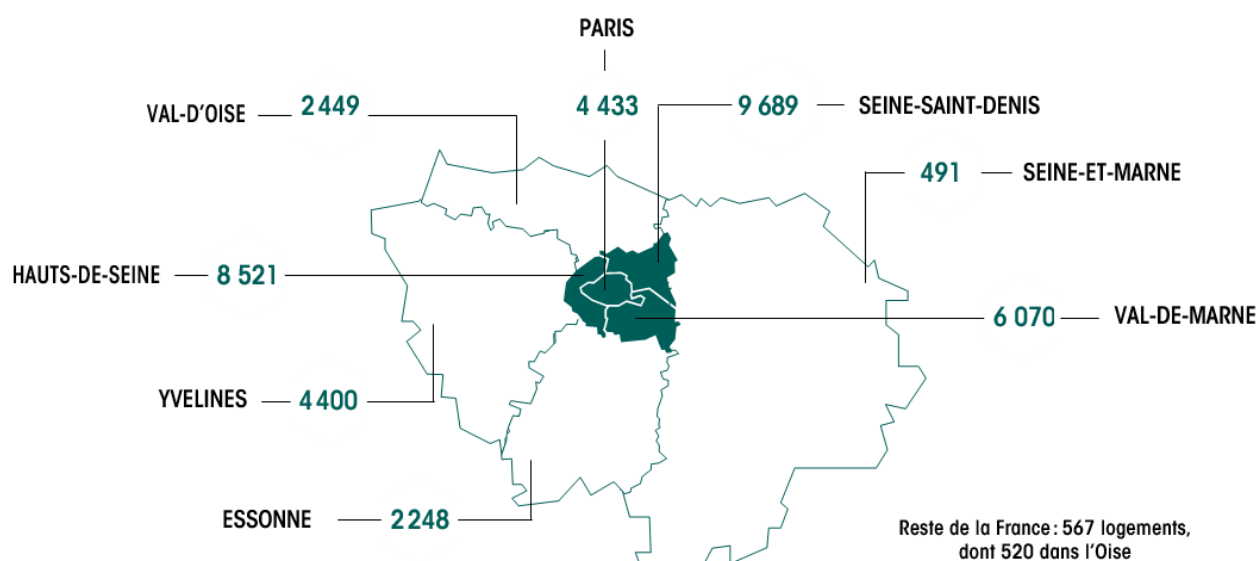 PARIS
VAL-D'OISE 2 449
4 433
9 689 SEINE-SAINT-DENIS
491 SEINE-ET-MARNE
HAUTS-DE-SEINE 8 521
6 070 VAL-DE-MARNE
YVELINES 4 400
ESSONNE 2 248
Reste de la France : 567 logements,
dont 520 dans l'Oise